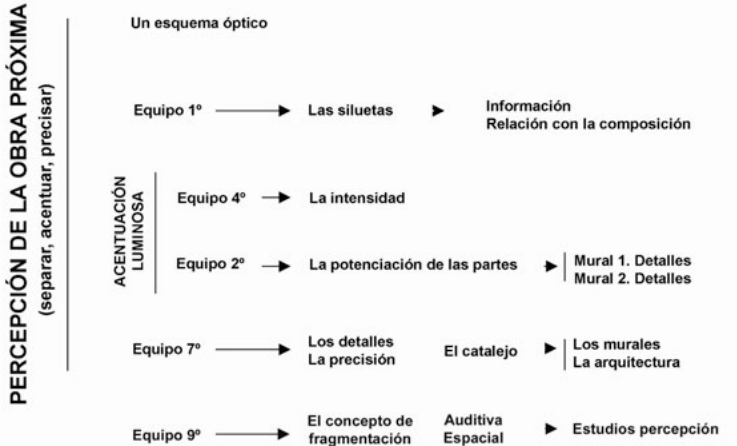 PERCEPCIÓN DE LA OBRA PRÓXIMA
(separar, acentuar, precisar)
Un esquema óptico
Equipo 1º
Las siluetas
Información
Relación con la composición
ACENTUACIÓN
LUMINOSA
Equipo 4º
La intensidad
Equipo 2º
La potenciación de las partes
Mural 1. Detalles
Mural 2. Detalles
Equipo 7º
Los detalles
La precisión
El catalejo
Los murales
La arquitectura
Equipo 9º
El concepto de
fragmentación
Auditiva
Espacial
Estudios percepción